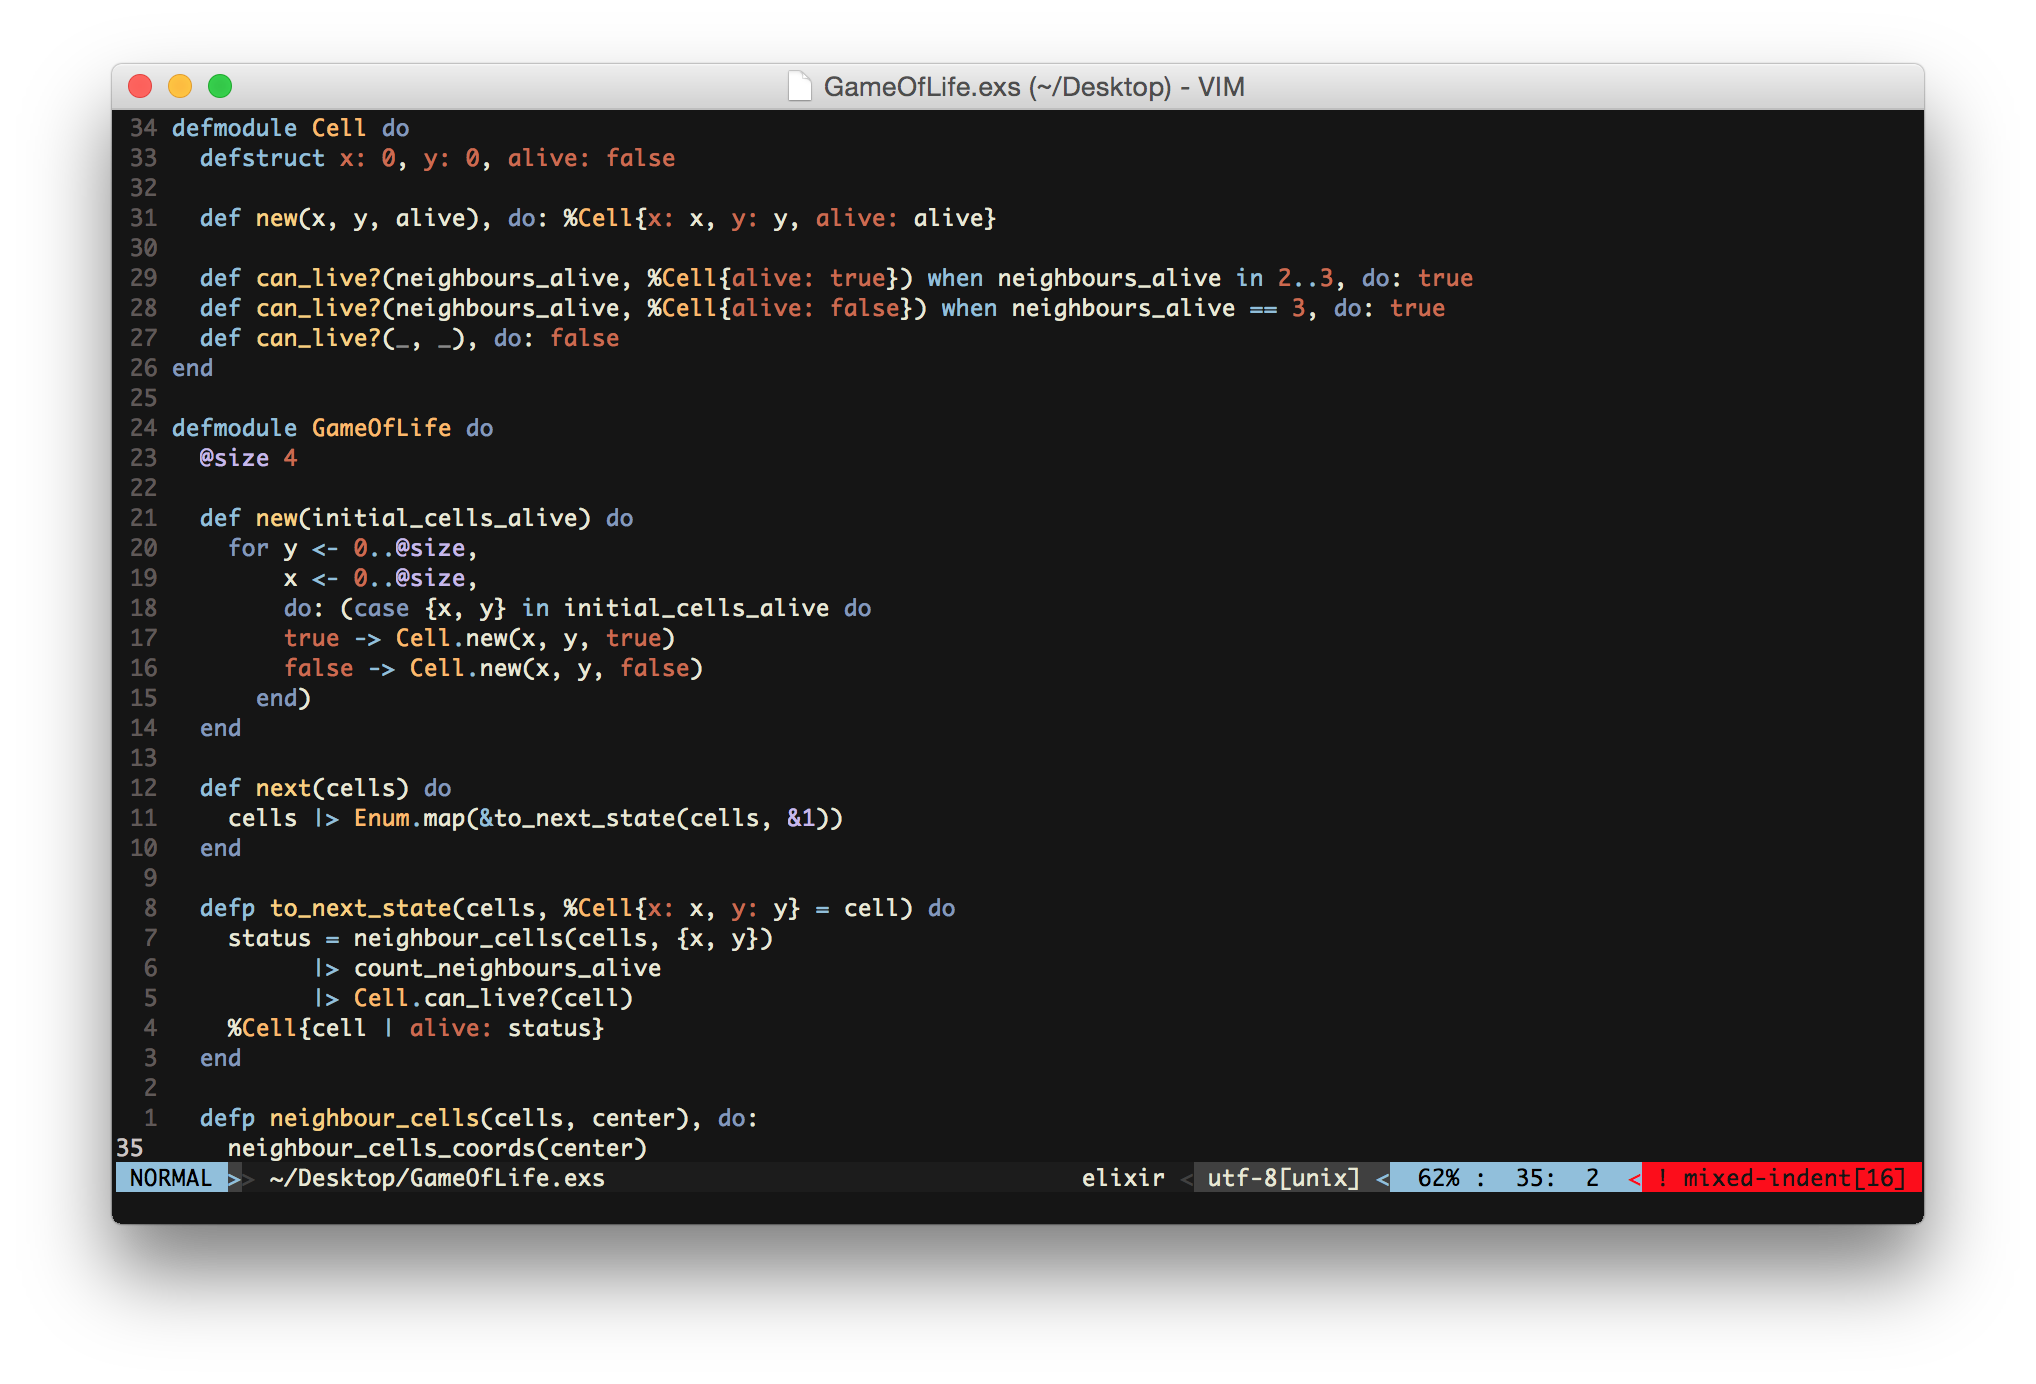 GameOfLife.exs (~/Desktop) - VIM
34 defmodule Cell do
33   defstruct x: 0, y: 0, alive: false
32
31   def new(x, y, alive), do: %Cell{x: x, y: y, alive: alive}
30
29   def can_live?(neighbours_alive, %Cell{alive: true}) when neighbours_alive in 2..3, do: true
28   def can_live?(neighbours_alive, %Cell{alive: false}) when neighbours_alive == 3, do: true
27   def can_live?(_, _), do: false
26 end
25
24 defmodule GameOfLife do
23   @size 4
22
21   def new(initial_cells_alive) do
20     for y <- 0..@size,
19         x <- 0..@size,
18         do: (case {x, y} in initial_cells_alive do
17         true -> Cell.new(x, y, true)
16         false -> Cell.new(x, y, false)
15       end)
14   end
13
12   def next(cells) do
11     cells |> Enum.map(&to_next_state(cells, &1))
10   end
9
8   defp to_next_state(cells, %Cell{x: x, y: y} = cell) do
7     status = neighbour_cells(cells, {x, y})
6           |> count_neighbours_alive
5           |> Cell.can_live?(cell)
4     %Cell{cell | alive: status}
3   end
2
1   defp neighbour_cells(cells, center), do:
35      neighbour_cells_coords(center)
NORMAL >> ~/Desktop/GameOfLife.exs elixir < utf-8[unix] < 62% : 35: 2 < ! mixed-indent[16]